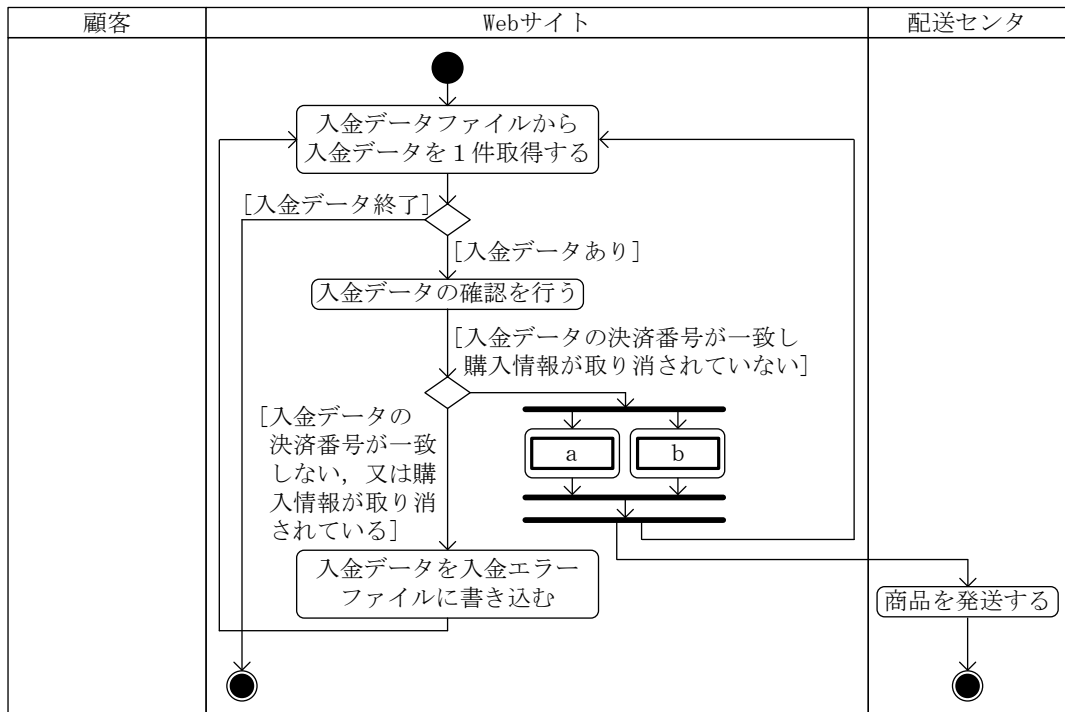 顧客
Webサイト
配送センタ
入金データファイルから
入金データを１件取得する
[入金データ終了]
[入金データあり]
入金データの確認を行う
[入金データの決済番号が一致し
購入情報が取り消されていない]
[入金データの
決済番号が一致
しない，又は購
入情報が取り消
されている]
a
b
入金データを入金エラー
ファイルに書き込む
商品を発送する